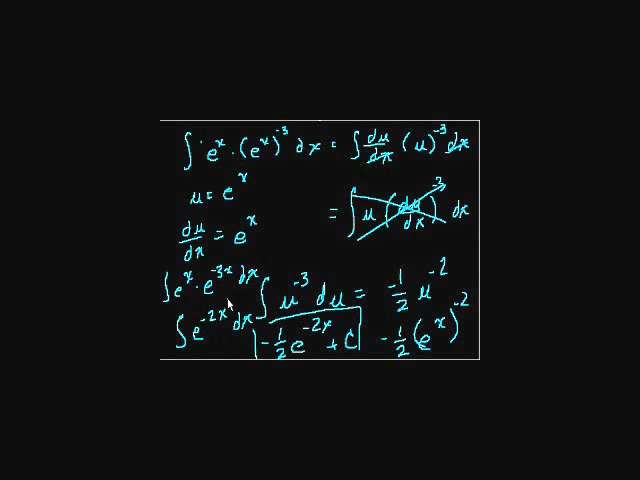 ∫ e^x · (e^x)^-3 dx = ∫ du/dx (u)^-3 dx
u = e^x
= ∫ u (du/dx)^-3 dx
du/dx = e^x
∫ e^x · e^-3x dx
∫ u^-3 du = -1/2 u^-2
∫ e^-2x dx
-1/2 e^-2x + C
-1/2 (e^x)^-2